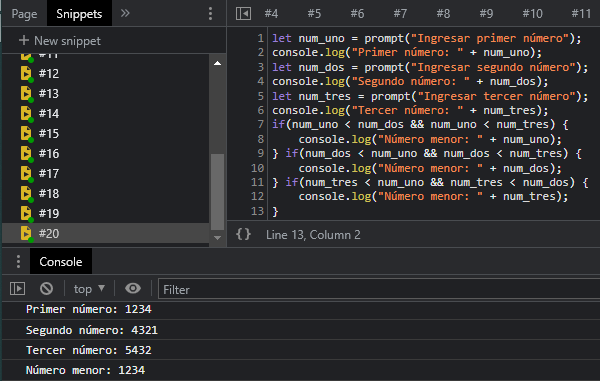 Page Snippets »
#4 #5 #6 #7 #8 #9 #10 #11
+ New snippet
#11
#12
#13
#14
#15
#16
#17
#18
#19
#20
1 let num_uno = prompt("Ingresar primer número");
2 console.log("Primer número: " + num_uno);
3 let num_dos = prompt("Ingresar segundo número");
4 console.log("Segundo número: " + num_dos);
5 let num_tres = prompt("Ingresar tercer número");
6 console.log("Tercer número: " + num_tres);
7 if(num_uno < num_dos && num_uno < num_tres) {
8 console.log("Número menor: " + num_uno);
9 } if(num_dos < num_uno && num_dos < num_tres) {
10 console.log("Número menor: " + num_dos);
11 } if(num_tres < num_uno && num_tres < num_dos) {
12 console.log("Número menor: " + num_tres);
13 }
{} Line 13, Column 2
Console
top Filter
Primer número: 1234
Segundo número: 4321
Tercer número: 5432
Número menor: 1234